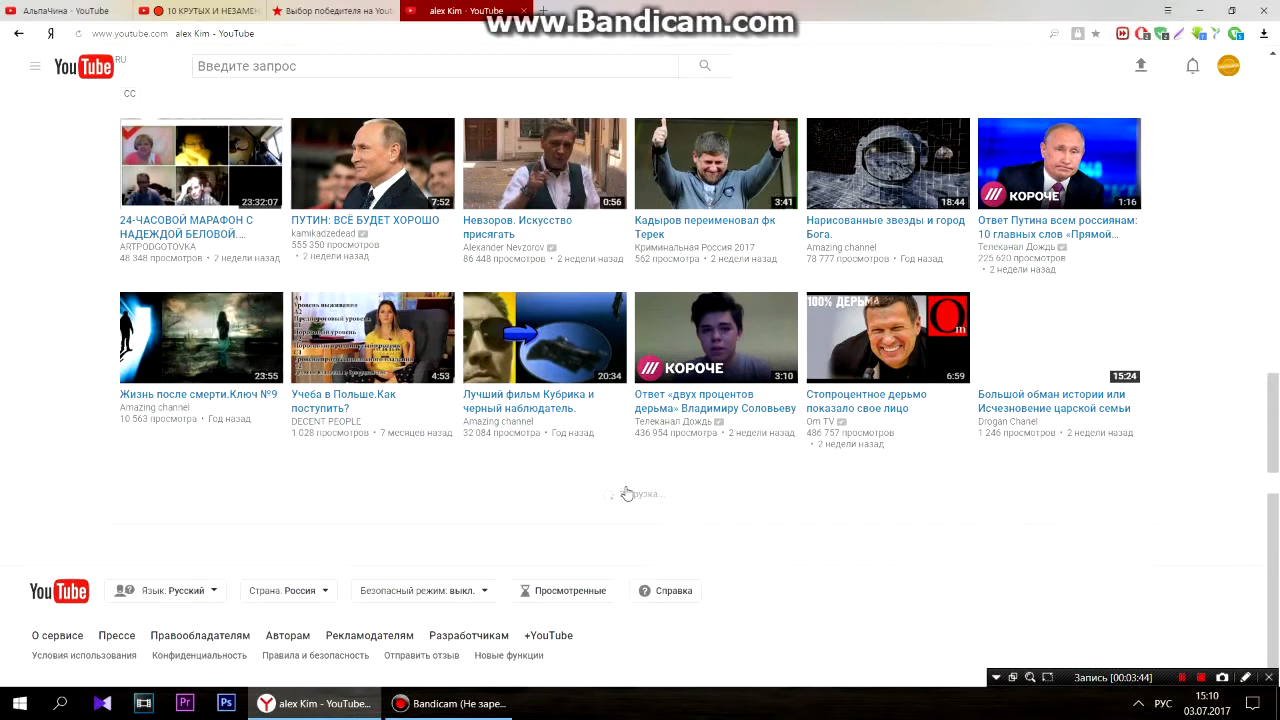 АльпаЧино - YouTube
10 КРУТЫХ И НЕЗАМЕ
Выбор победителя на YouTub
alex Kim - YouTube
www.Bandicam.com
www.youtube.com alex Kim - YouTube
YouTube RU
Введите запрос
CC
23:32:07
7:52
0:56
3:41
18:44
КОРОЧЕ
1:16
24-ЧАСОВОЙ МАРАФОН С
НАДЕЖДОЙ БЕЛОВОЙ....
ARTPODGOTOVKA
48 348 просмотров • 2 недели назад
ПУТИН: ВСЁ БУДЕТ ХОРОШО
kamikadzedead
555 350 просмотров
• 2 недели назад
Невзоров. Искусство
присягать
Alexander Nevzorov
86 448 просмотров • 2 недели назад
Кадыров переименовал фк
Терек
Криминальная Россия 2017
562 просмотра • 2 недели назад
Нарисованные звезды и город
Бога.
Amazing channel
78 777 просмотров • Год назад
Ответ Путина всем россиянам:
10 главных слов «Прямой...
Телеканал Дождь
225 620 просмотров
• 2 недели назад
23:55
A1
Уровень выживания
A2
Предпороговый уровень
4:53
20:34
КОРОЧЕ
3:10
100% ДЕРЬМА
Om
6:59
15:24
Жизнь после смерти.Ключ №9
Amazing channel
10 563 просмотра • Год назад
Учеба в Польше.Как
поступить?
DECENT PEOPLE
1 028 просмотров • 7 месяцев назад
Лучший фильм Кубрика и
черный наблюдатель.
Amazing channel
32 084 просмотра • Год назад
Ответ «двух процентов
дерьма» Владимиру Соловьеву
Телеканал Дождь
436 954 просмотра • 2 недели назад
Стопроцентное дерьмо
показало свое лицо
Om TV
486 757 просмотров
• 2 недели назад
Большой обман истории или
Исчезновение царской семьи
Drogan Chanel
1 246 просмотров • 2 недели назад
YouTube
Язык: Русский
Страна: Россия
Безопасный режим: выкл.
Просмотренные
Справка
О сервисе Прессе Правообладателям Авторам Рекламодателям Разработчикам +YouTube
Условия использования Конфиденциальность Правила и безопасность Отправить отзыв Новые функции
Запись [00:03:44]
alex Kim - YouTube...
Bandicam (Не заре...
РУС
15:10
03.07.2017